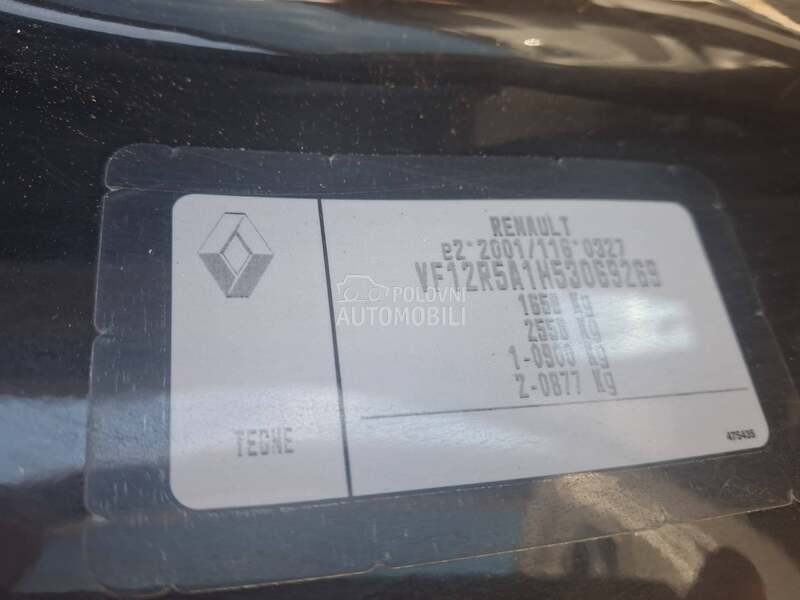 RENAULT
e2*2001/116*0327
VF12R5A1H53069269
1650 Kg
2550 Kg
1-0900 Kg
2-0877 Kg
TECNE
475435
POLOVNI
AUTOMOBILI